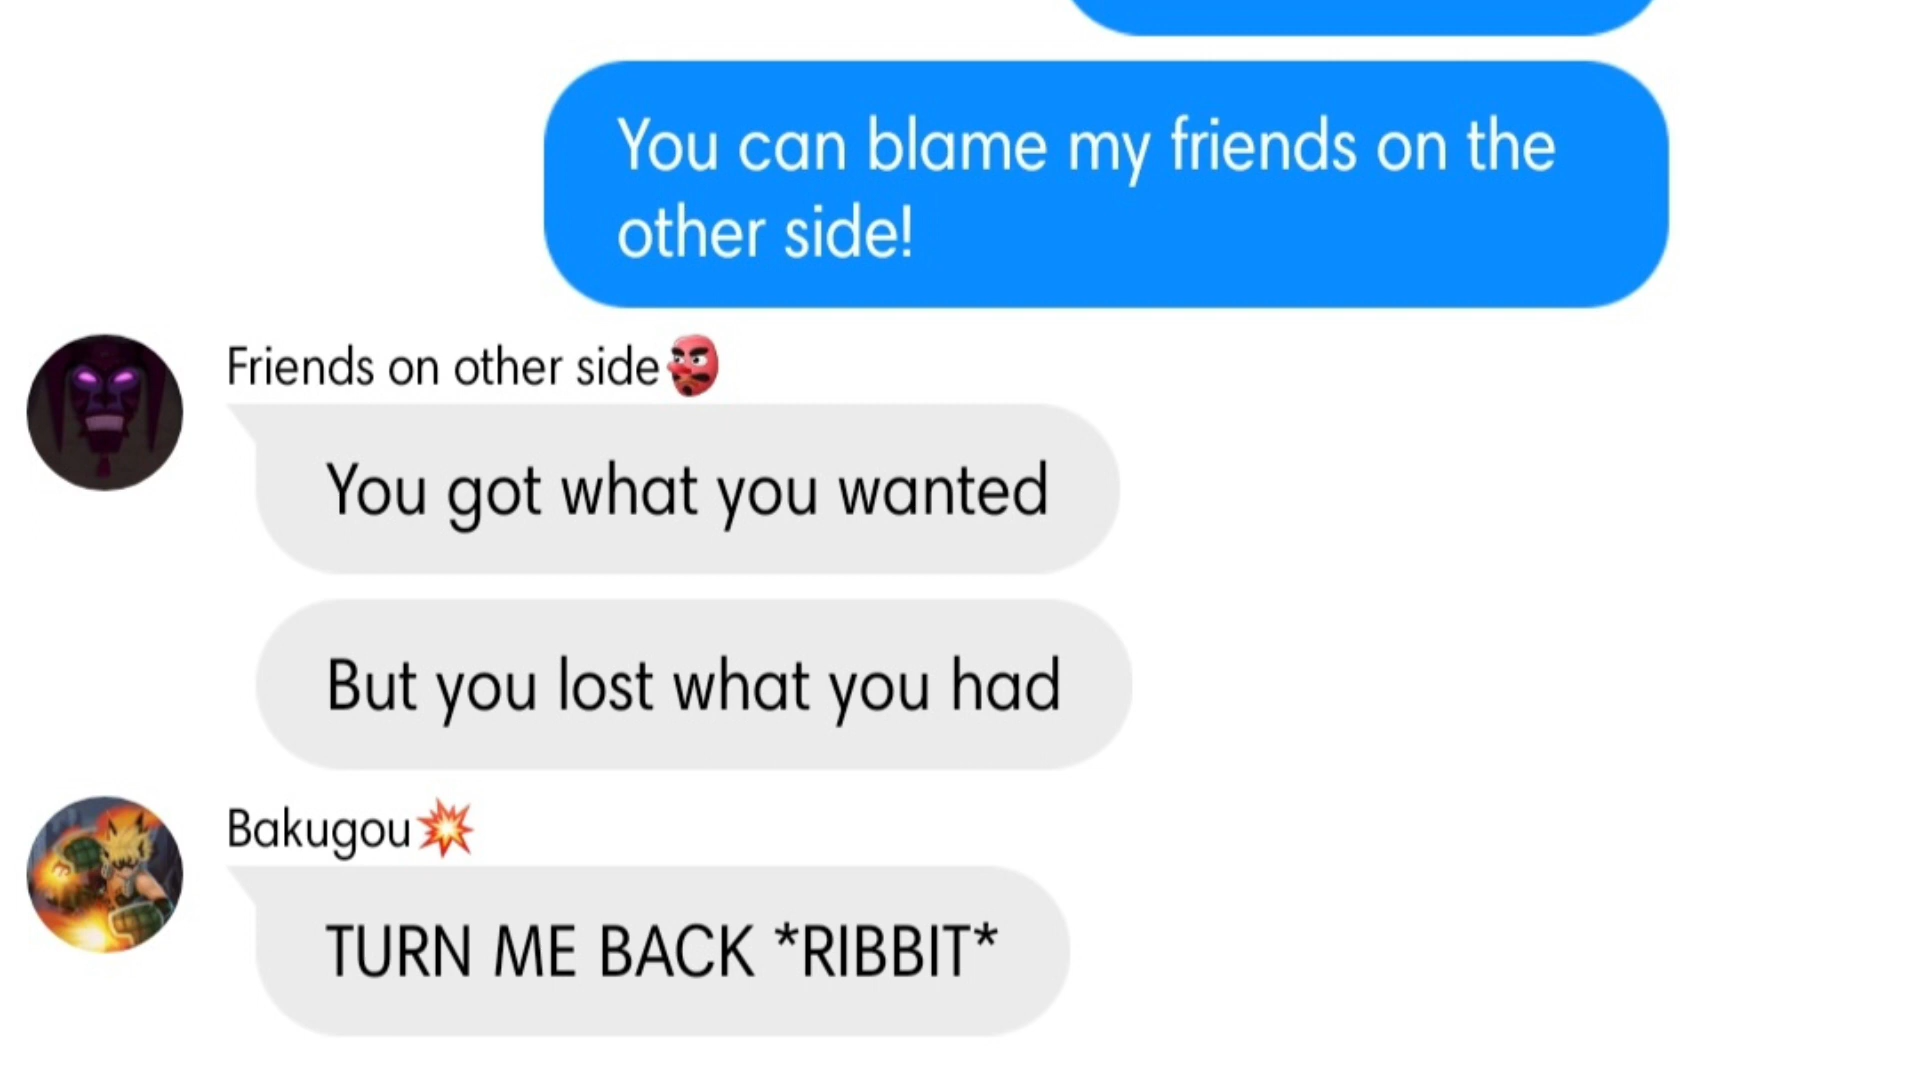 You can blame my friends on the
other side!
Friends on other side👺
You got what you wanted
But you lost what you had
Bakugou💥
TURN ME BACK *RIBBIT*